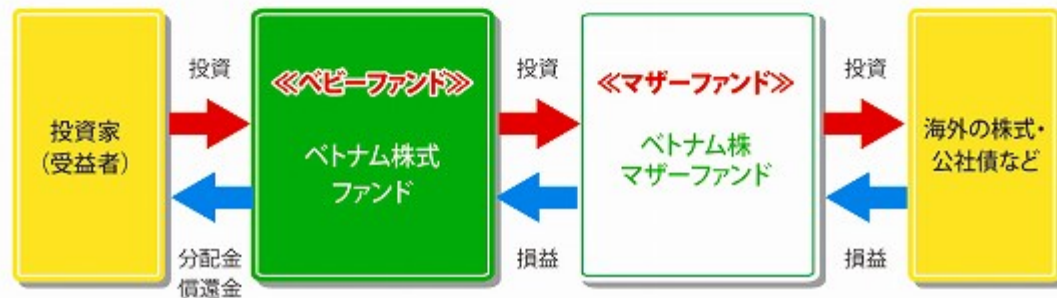 投資家
(受益者)
投資
分配金
償還金
≪ベビーファンド≫
ベトナム株式
ファンド
投資
損益
≪マザーファンド≫
ベトナム株
マザーファンド
投資
損益
海外の株式・
公社債など